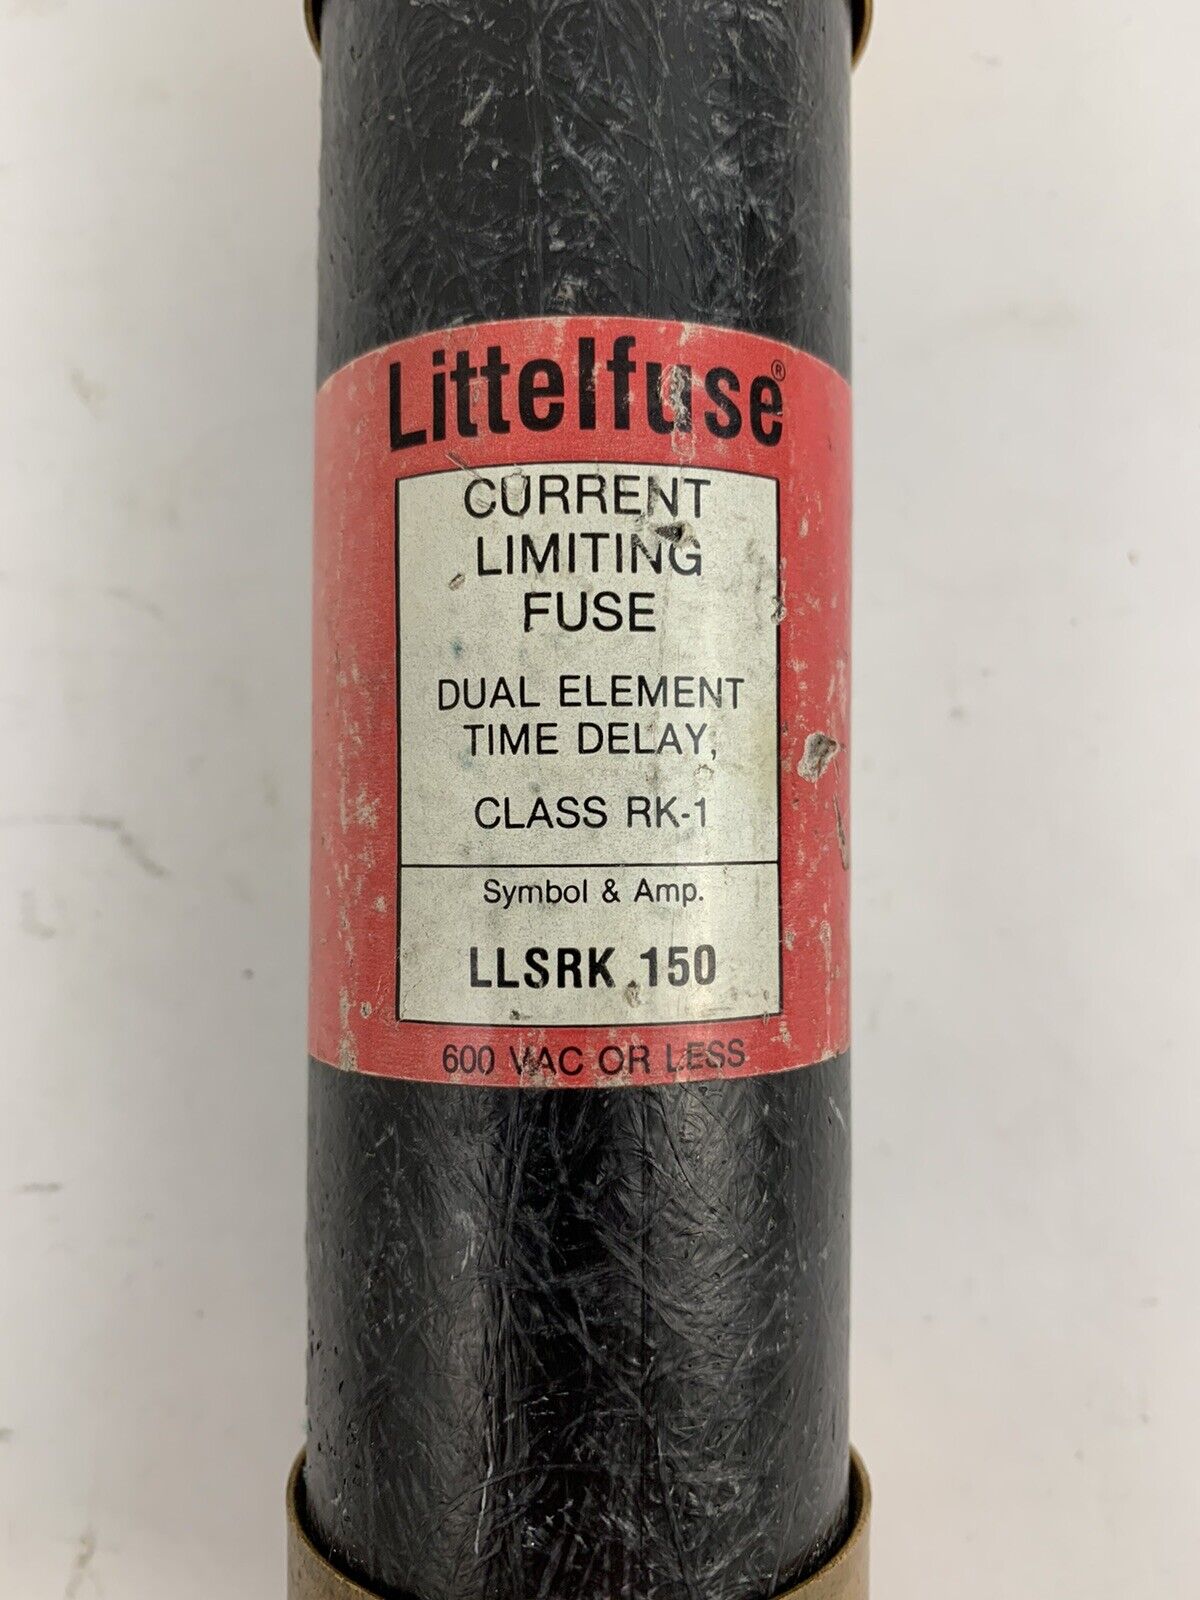 Littelfuse®
CURRENT
LIMITING
FUSE
DUAL ELEMENT
TIME DELAY,
CLASS RK-1
Symbol & Amp.
LLSRK 150
600 VAC OR LESS